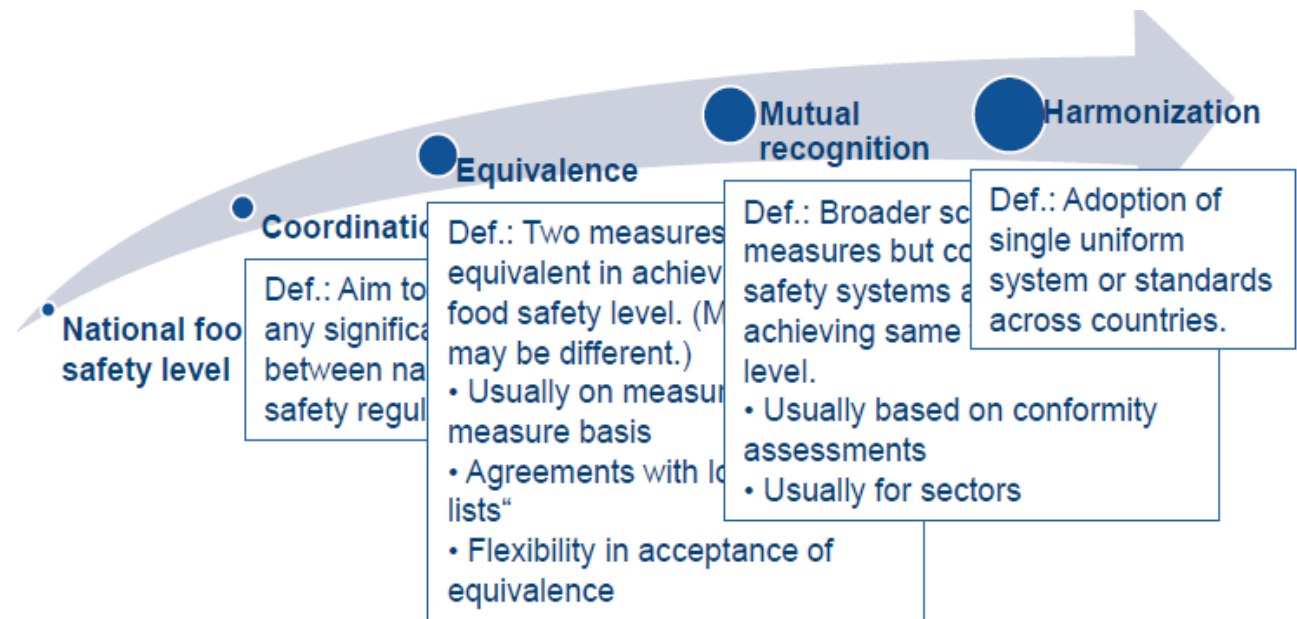 National foo
safety level
Coordinatio
Def.: Aim to
any significa
between na
safety regul
Equivalence
Def.: Two measures
equivalent in achiev
food safety level. (M
may be different.)
• Usually on measur
measure basis
• Agreements with lo
lists“
• Flexibility in acceptance of
equivalence
Mutual
recognition
Def.: Broader sc
measures but co
safety systems a
achieving same
level.
• Usually based on conformity
assessments
• Usually for sectors
Harmonization
Def.: Adoption of
single uniform
system or standards
across countries.